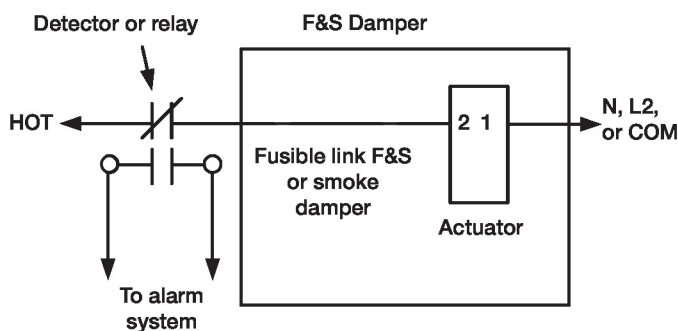 Detector or relay
F&S Damper
HOT
2 1
N, L2,
or COM
Fusible link F&S
or smoke
damper
Actuator
To alarm
system